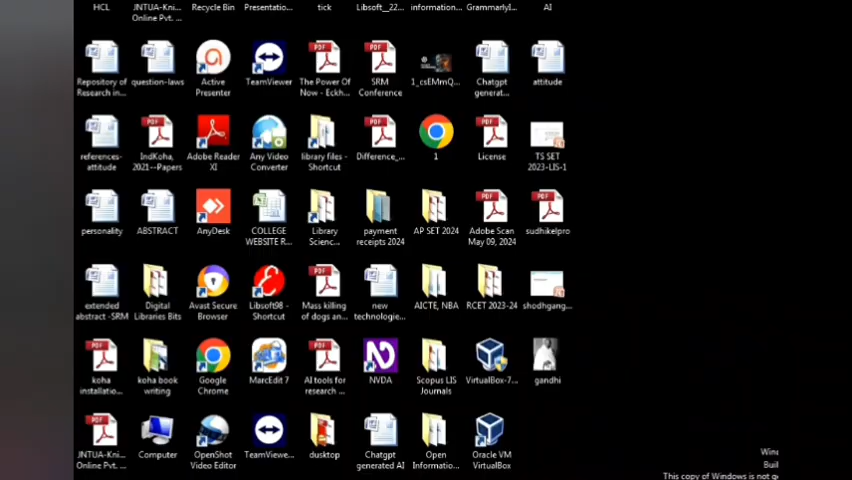 HCL
JNTUA-Kni...
Online Pvt. ...
Recycle Bin
Presentatio...
tick
Libsoft__22...
information...
GrammarlyI...
AI
Repository of
Research in...
question-laws
Active
Presenter
TeamViewer
The Power Of
Now - Eckh...
SRM
Conference
1_csEMmQ...
Chatgpt
generat...
attitude
references-
attitude
IndKoha,
2021--Papers
Adobe Reader
XI
Any Video
Converter
library files -
Shortcut
Difference_...
1
License
TS SET
2023-LIS-1
personality
ABSTRACT
AnyDesk
COLLEGE
WEBSITE R...
Library
Scienc...
payment
receipts 2024
AP SET 2024
Adobe Scan
May 09, 2024
sudhikelpro
extended
abstract -SRM
Digital
Libraries Bits
Avast Secure
Browser
Libsoft98 -
Shortcut
Mass killing
of dogs an...
new
technologie...
AICTE, NBA
RCET 2023-24
shodhgang...
koha
installatio...
koha book
writing
Google
Chrome
MarcEdit 7
AI tools for
research ...
NVDA
Scopus LIS
Journals
VirtualBox-7...
gandhi
JNTUA-Kni...
Online Pvt. ...
Computer
OpenShot
Video Editor
TeamViewe...
dusktop
Chatgpt
generated AI
Open
Informatio...
Oracle VM
VirtualBox
Wind
Buil
This copy of Windows is not g